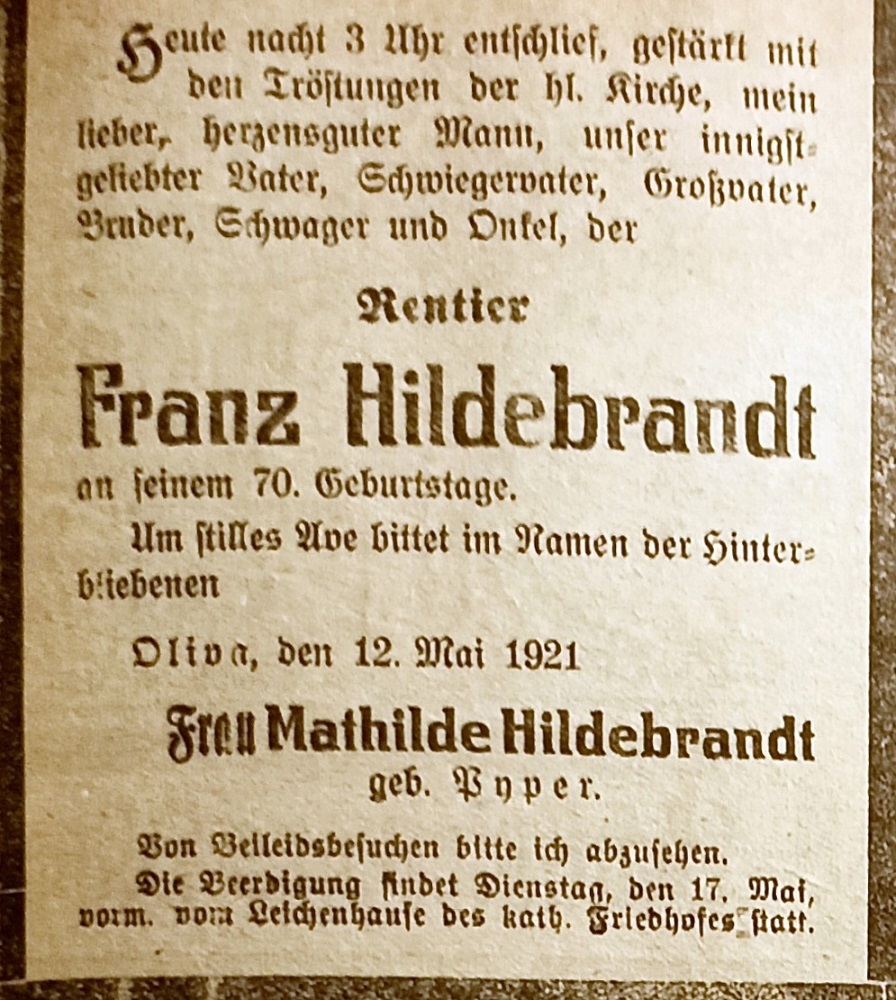 Heute nacht 3 Uhr entschlief, gestärkt mit
den Tröstungen der hl. Kirche, mein
lieber, herzensguter Mann, unser innigst-
geliebter Vater, Schwiegervater, Großvater,
Bruder, Schwager und Onkel, der
Rentier
Franz Hildebrandt
an seinem 70. Geburtstage.
Um stilles Ave bittet im Namen der Hinter-
bliebenen
Oliva, den 12. Mai 1921
Frau Mathilde Hildebrandt
geb. Pyper.
Von Beileidsbesuchen bitte ich abzusehen.
Die Beerdigung findet Dienstag, den 17. Mai,
vorm. vom Leichenhause des kath. Friedhofes statt.